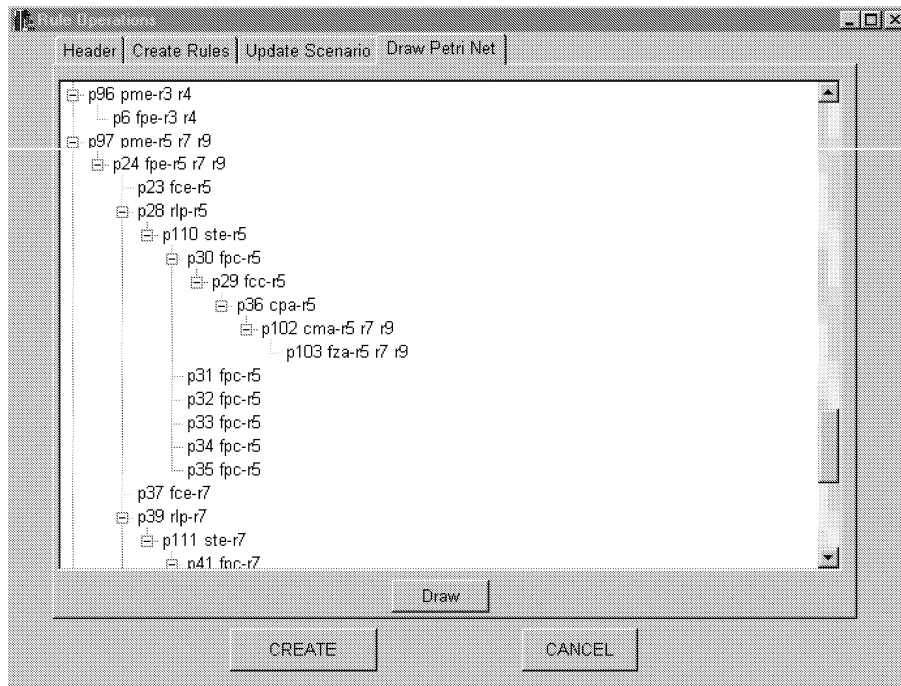 Rule Operations
Header Create Rules Update Scenario Draw Petri Net
p96 pme-r3 r4
p6 fpe-r3 r4
p97 pme-r5 r7 r9
p24 fpe-r5 r7 r9
p23 fce-r5
p28 rlp-r5
p110 ste-r5
p30 fpc-r5
p29 fcc-r5
p36 cpa-r5
p102 cma-r5 r7 r9
p103 fza-r5 r7 r9
p31 fpc-r5
p32 fpc-r5
p33 fpc-r5
p34 fpc-r5
p35 fpc-r5
p37 fce-r7
p39 rlp-r7
p111 ste-r7
p41 fpc-r7
Draw
CREATE CANCEL